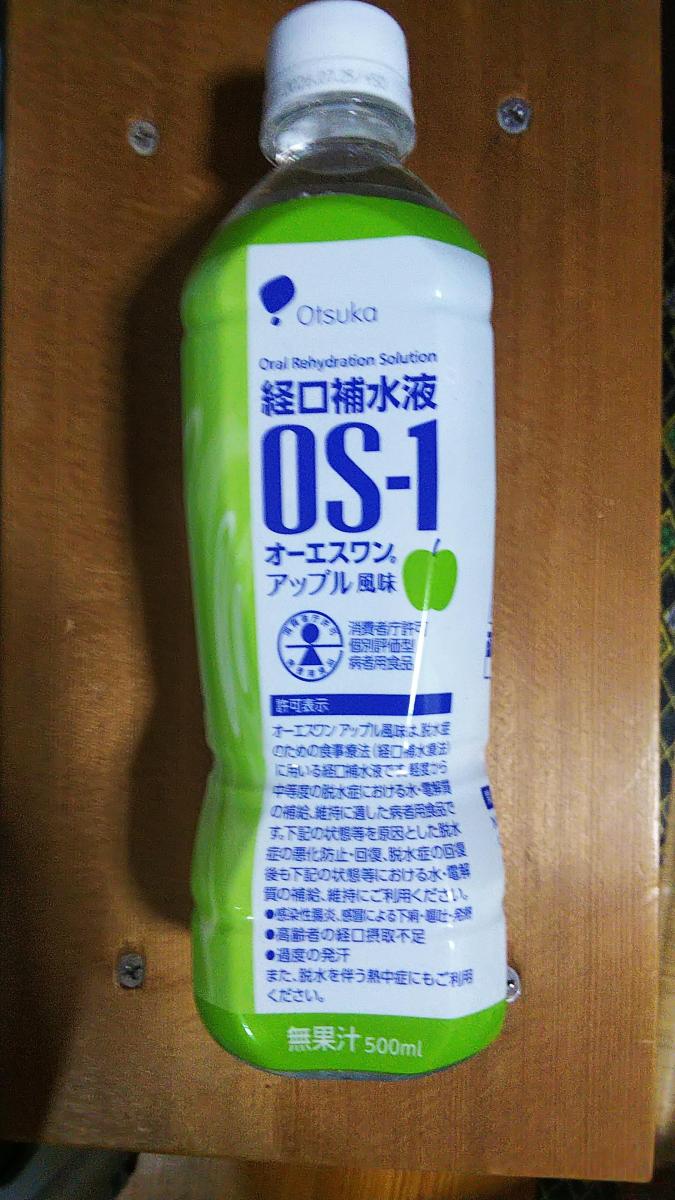 Otsuka
Oral Rehydration Solution
経口補水液
OS-1
オーエスワン®
アップル風味
消費者庁許可
個別評価型
病者用食品
許可表示
オーエスワン アップル風味は、脱水症
のための食事療法（経口補水療法）
に用いる経口補水液です。軽度から
中等度の脱水症における水・電解質
の補給、維持に適した病者用食品で
す。下記の状態等を原因とした脱水
症の悪化防止・回復、脱水症の回復
後も下記の状態等における水・電解
質の補給、維持にご利用ください。
●感染性腸炎、感冒による下痢・嘔吐・発熱
●高齢者の経口摂取不足
●過度の発汗
また、脱水を伴う熱中症にもご利用
ください。
無果汁 500ml